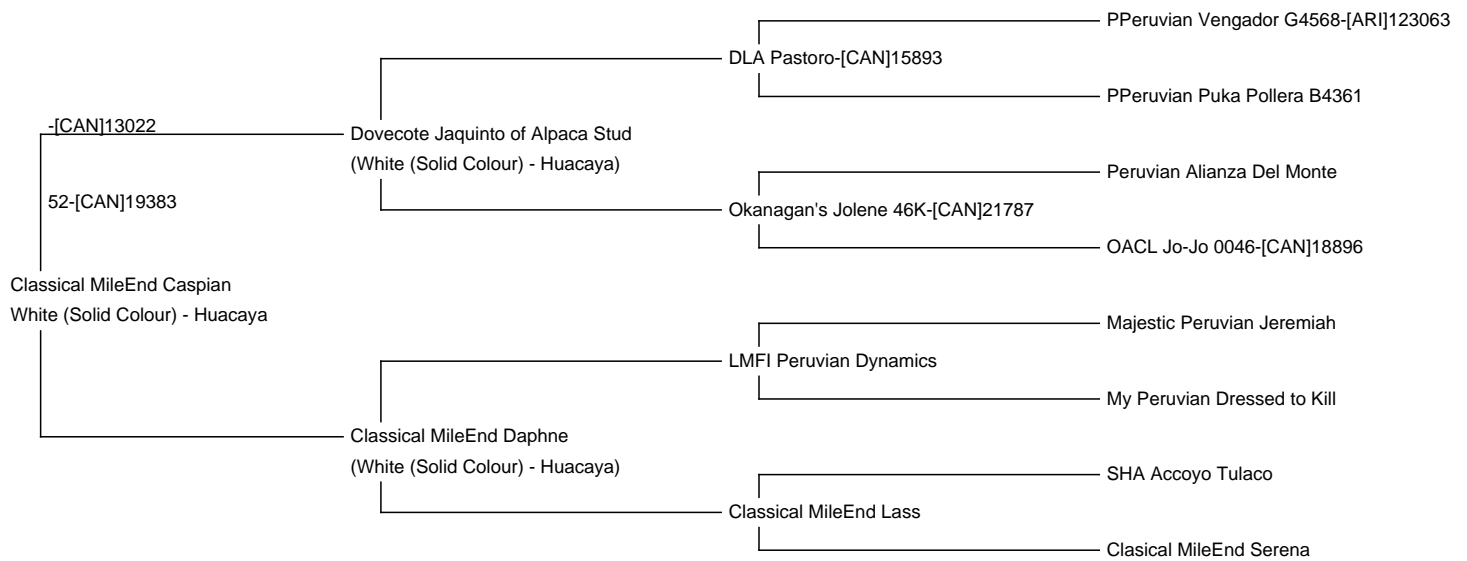 PPeruvian Vengador G4568-[ARI]123063
DLA Pastoro-[CAN]15893
PPeruvian Puka Pollera B4361
-[CAN]13022
Dovecote Jaquinto of Alpaca Stud
(White (Solid Colour) - Huacaya)
Peruvian Alianza Del Monte
52-[CAN]19383
Okanagan's Jolene 46K-[CAN]21787
OACL Jo-Jo 0046-[CAN]18896
Classical MileEnd Caspian
White (Solid Colour) - Huacaya
Majestic Peruvian Jeremiah
LMFI Peruvian Dynamics
My Peruvian Dressed to Kill
Classical MileEnd Daphne
(White (Solid Colour) - Huacaya)
SHA Accoyo Tulaco
Classical MileEnd Lass
Clasical MileEnd Serena